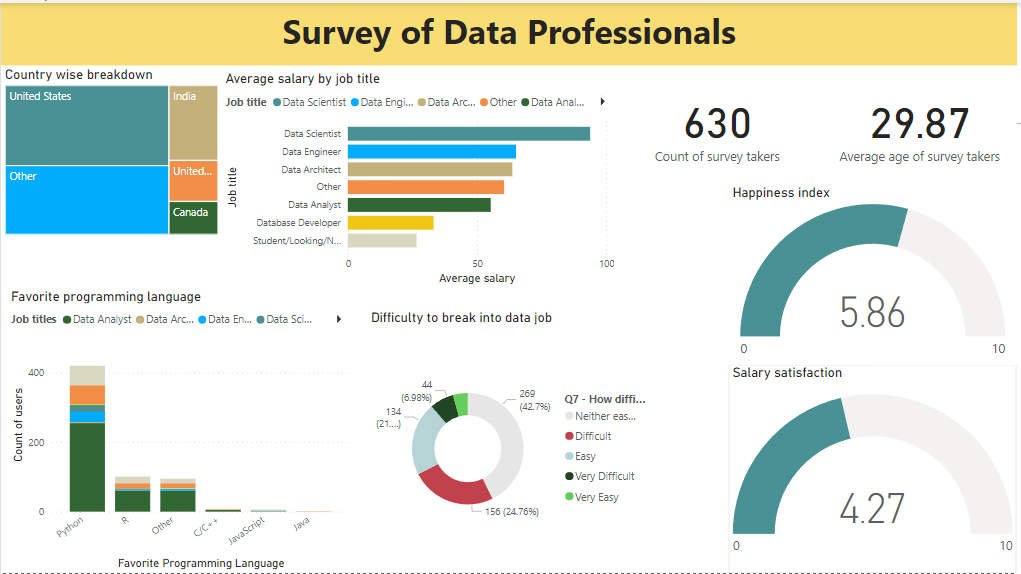 Survey of Data Professionals
Country wise breakdown
United States
India
Other
United...
Canada
Average salary by job title
Job title Data Scientist Data Engi... Data Arc... Other Data Anal...
Job title
Data Scientist
Data Engineer
Data Architect
Other
Data Analyst
Database Developer
Student/Looking/N...
0 50 100
Average salary
630
Count of survey takers
29.87
Average age of survey takers
Happiness index
5.86
0 10
Favorite programming language
Job titles Data Analyst Data Arc... Data En... Data Sci...
Count of users
400
200
0
Python
R
Other
C/C++
JavaScript
Java
Favorite Programming Language
Difficulty to break into data job
44
(6.98%)
269
(42.7%)
134
(21....)
156 (24.76%)
Q7 - How diffi...
Neither eas...
Difficult
Easy
Very Difficult
Very Easy
Salary satisfaction
4.27
0 10